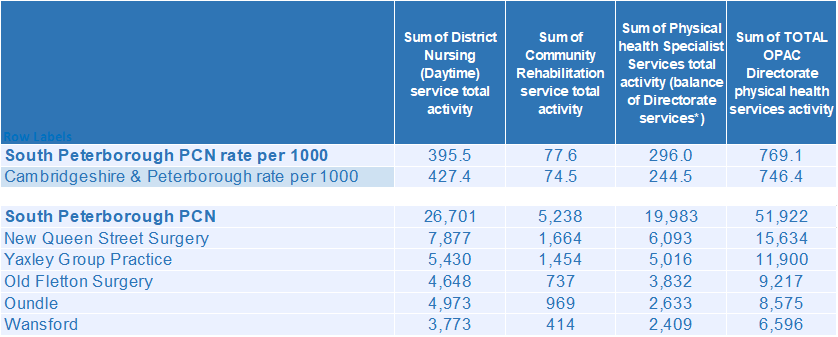 Sum of District Nursing (Daytime) service total activity
Sum of Community Rehabilitation service total activity
Sum of Physical health Specialist Services total activity (balance of Directorate services*)
Sum of TOTAL OPAC Directorate physical health services activity
Row Labels
South Peterborough PCN rate per 1000 395.5 77.6 296.0 769.1
Cambridgeshire & Peterborough rate per 1000 427.4 74.5 244.5 746.4
South Peterborough PCN 26,701 5,238 19,983 51,922
New Queen Street Surgery 7,877 1,664 6,093 15,634
Yaxley Group Practice 5,430 1,454 5,016 11,900
Old Fletton Surgery 4,648 737 3,832 9,217
Oundle 4,973 969 2,633 8,575
Wansford 3,773 414 2,409 6,596